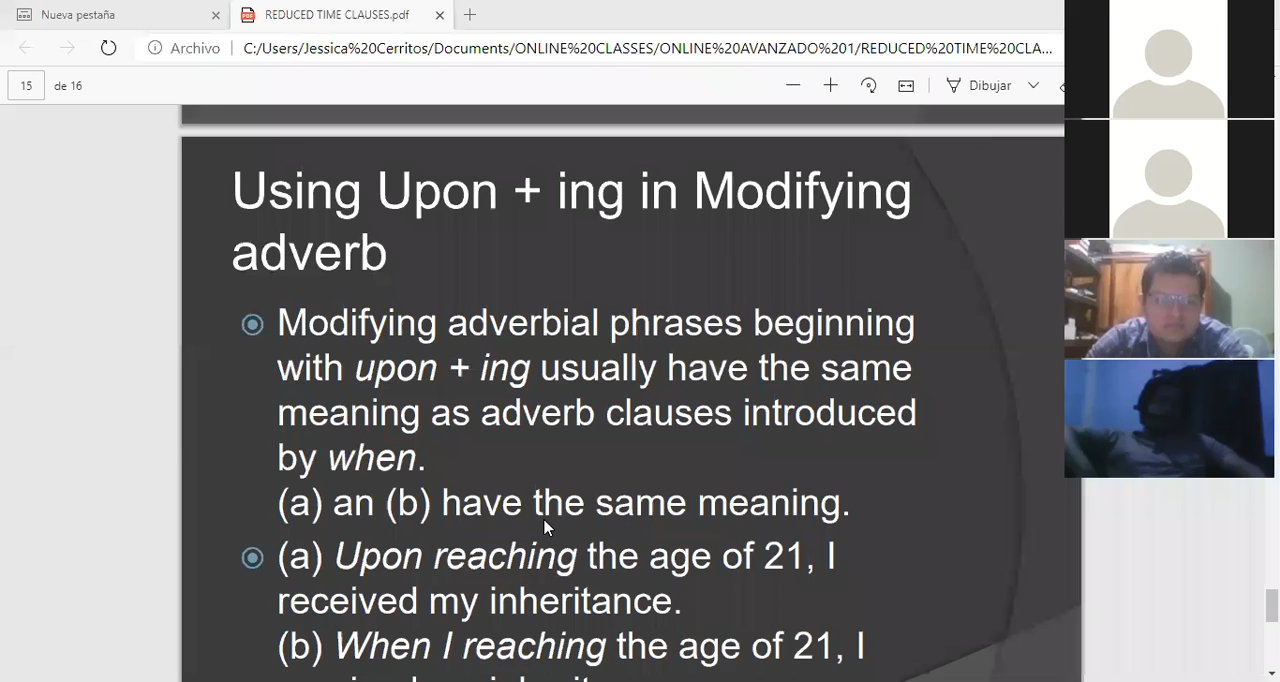 Nueva pestaña
REDUCED TIME CLAUSES.pdf
Archivo
C:/Users/Jessica%20Cerritos/Documents/ONLINE%20CLASSES/ONLINE%20AVANZADO%201/REDUCED%20TIME%20CLA...
15 de 16
Dibujar
Using Upon + ing in Modifying
adverb
Modifying adverbial phrases beginning
with upon + ing usually have the same
meaning as adverb clauses introduced
by when.
(a) an (b) have the same meaning.
(a) Upon reaching the age of 21, I
received my inheritance.
(b) When I reaching the age of 21, I